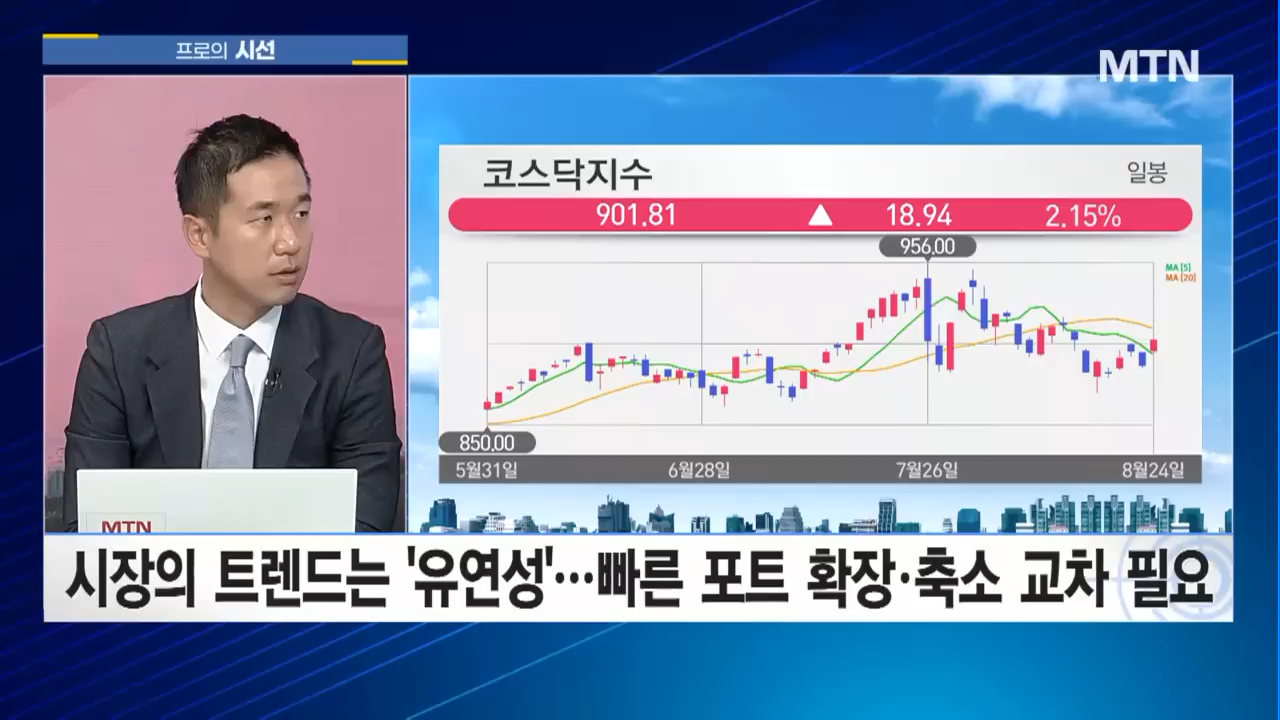 프로의 시선
MTN
코스닥지수
일봉
901.81 ▲ 18.94 2.15%
956.00
MA [5]
MA [20]
850.00
5월31일 6월28일 7월26일 8월24일
MTN
시장의 트렌드는 '유연성'…빠른 포트 확장·축소 교차 필요